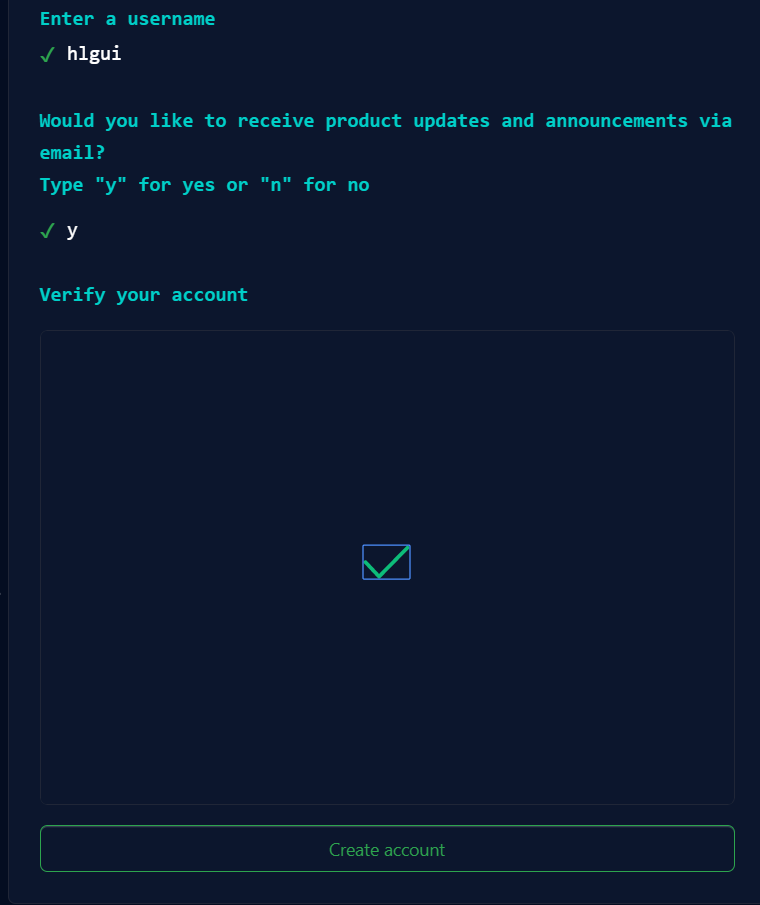 Enter a username
✓ hlgui
Would you like to receive product updates and announcements via
email?
Type "y" for yes or "n" for no
✓ y
Verify your account
Create account